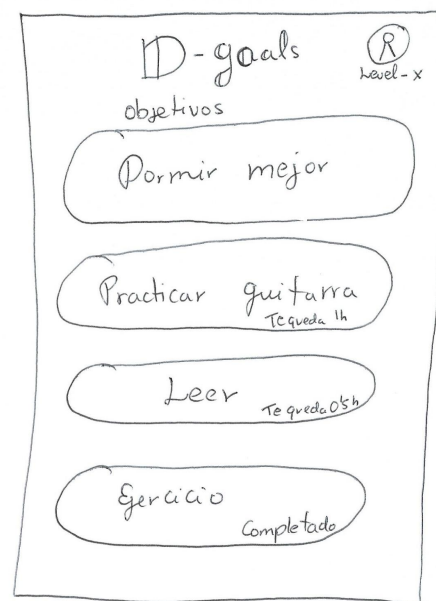 D-goals
R
Level-x
objetivos
Dormir mejor
Practicar guitarra
Te queda 1h
Leer
Te queda 0'5h
Ejercicio
Completado